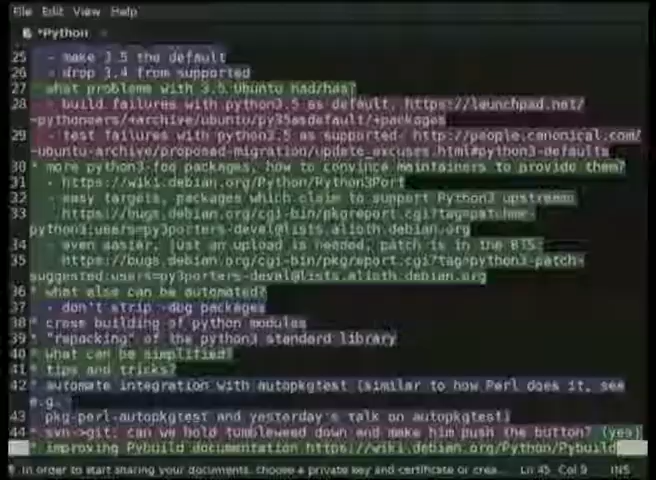 File Edit View Help
*Python
25 - make 3.5 the default
26 - drop 3.4 from supported
27 * what problems with 3.5 Ubuntu had/has?
28 - build failures with python3.5 as default, https://launchpad.net/
~pythoneers/+archive/ubuntu/py35asdefault/+packages
29 - test failures with python3.5 as supported/ http://people.canonical.com/
~ubuntu-archive/proposed-migration/update_excuses.html#python3-defaults
30 * more python3-foo packages, how to convince maintainers to provide them?
31 - https://wiki.debian.org/Python/Python3Port
32 - easy targets, packages which claim to support Python3 upstream
33 https://bugs.debian.org/cgi-bin/pkgreport.cgi?tag=patchme-
python3;users=py3porters-devel@lists.alioth.debian.org
34 - even easier, just an upload is needed, patch is in the BTS:
35 https://bugs.debian.org/cgi-bin/pkgreport.cgi?tag=python3-patch-
suggested;users=py3porters-devel@lists.alioth.debian.org
36 * what else can be automated?
37 - don't strip -dbg packages
38 * cross building of python modules
39 * "repacking" of the python3 standard library
40 * what can be simplified?
41 * tips and tricks?
42 * automate integration with autopkgtest (similar to how Perl does it, see
e.g.
43 pkg-perl-autopkgtest and yesterday's talk on autopkgtest)
44 * svn->git: can we hold tumbleweed down and make him push the button? (yes)
* improving Pybuild documentation https://wiki.debian.org/Python/Pybuild
In order to start sharing your documents, choose a private key and certificate or crea... Ln 45, Col 9 INS